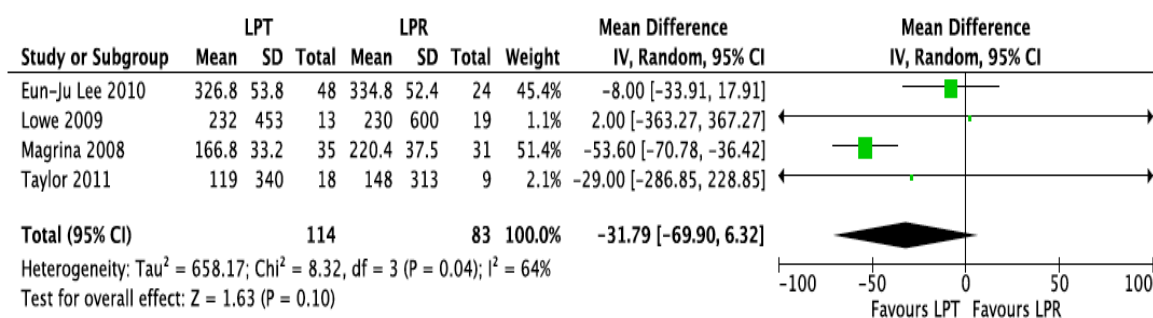 LPT LPR Mean Difference Mean Difference
Study or Subgroup Mean SD Total Mean SD Total Weight IV, Random, 95% CI IV, Random, 95% CI
Eun-Ju Lee 2010 326.8 53.8 48 334.8 52.4 24 45.4% −8.00 [−33.91, 17.91]
Lowe 2009 232 453 13 230 600 19 1.1% 2.00 [−363.27, 367.27]
Magrina 2008 166.8 33.2 35 220.4 37.5 31 51.4% −53.60 [−70.78, −36.42]
Taylor 2011 119 340 18 148 313 9 2.1% −29.00 [−286.85, 228.85]
Total (95% CI) 114 83 100.0% −31.79 [−69.90, 6.32]
Heterogeneity: Tau² = 658.17; Chi² = 8.32, df = 3 (P = 0.04); I² = 64%
Test for overall effect: Z = 1.63 (P = 0.10)
−100 −50 0 50 100
Favours LPT Favours LPR